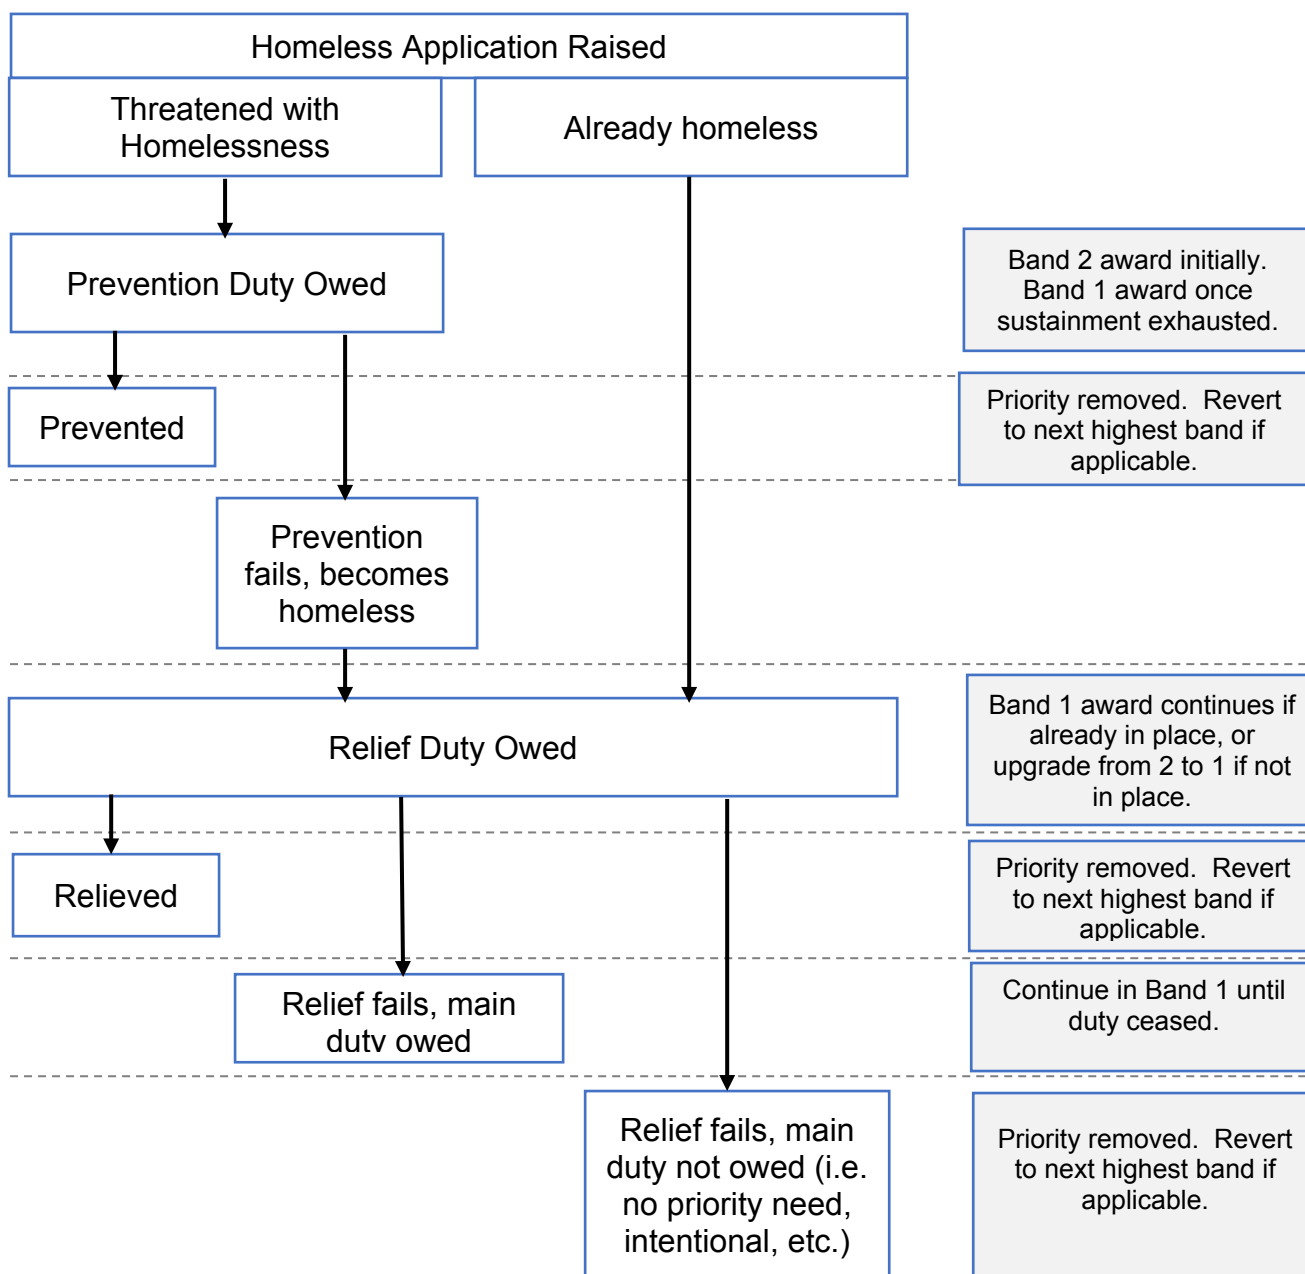 Homeless Application Raised
Threatened with
Homelessness
Already homeless
Prevention Duty Owed
Band 2 award initially.
Band 1 award once
sustainment exhausted.
Prevented
Priority removed.  Revert
to next highest band if
applicable.
Prevention
fails, becomes
homeless
Relief Duty Owed
Band 1 award continues if
already in place, or
upgrade from 2 to 1 if not
in place.
Relieved
Priority removed.  Revert
to next highest band if
applicable.
Relief fails, main
duty owed
Continue in Band 1 until
duty ceased.
Relief fails, main
duty not owed (i.e.
no priority need,
intentional, etc.)
Priority removed.  Revert
to next highest band if
applicable.